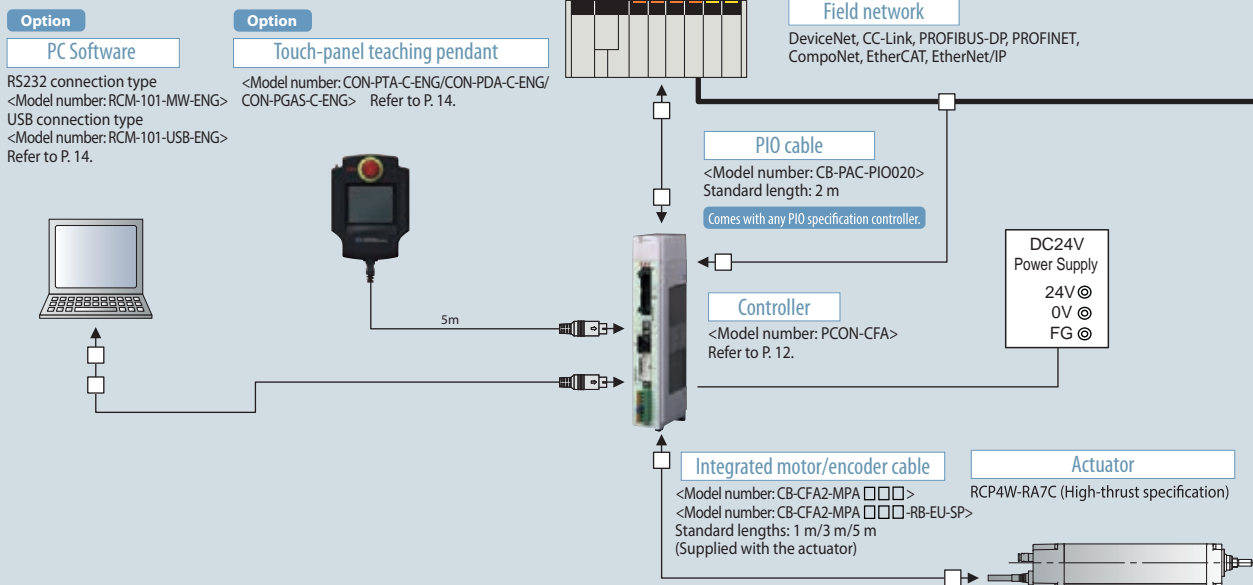 Option
PC Software
RS232 connection type
<Model number: RCM-101-MW-ENG>
USB connection type
<Model number: RCM-101-USB-ENG>
Refer to P. 14.
Option
Touch-panel teaching pendant
<Model number: CON-PTA-C-ENG/CON-PDA-C-ENG/
CON-PGAS-C-ENG> Refer to P. 14.
Field network
DeviceNet, CC-Link, PROFIBUS-DP, PROFINET,
CompoNet, EtherCAT, EtherNet/IP
PIO cable
<Model number: CB-PAC-PIO020>
Standard length: 2 m
Comes with any PIO specification controller.
Controller
<Model number: PCON-CFA>
Refer to P. 12.
DC24V
Power Supply
24V
0V
FG
5m
Integrated motor/encoder cable
<Model number: CB-CFA2-MPA □□□>
<Model number: CB-CFA2-MPA □□□-RB-EU-SP>
Standard lengths: 1 m/3 m/5 m
(Supplied with the actuator)
Actuator
RCP4W-RA7C (High-thrust specification)